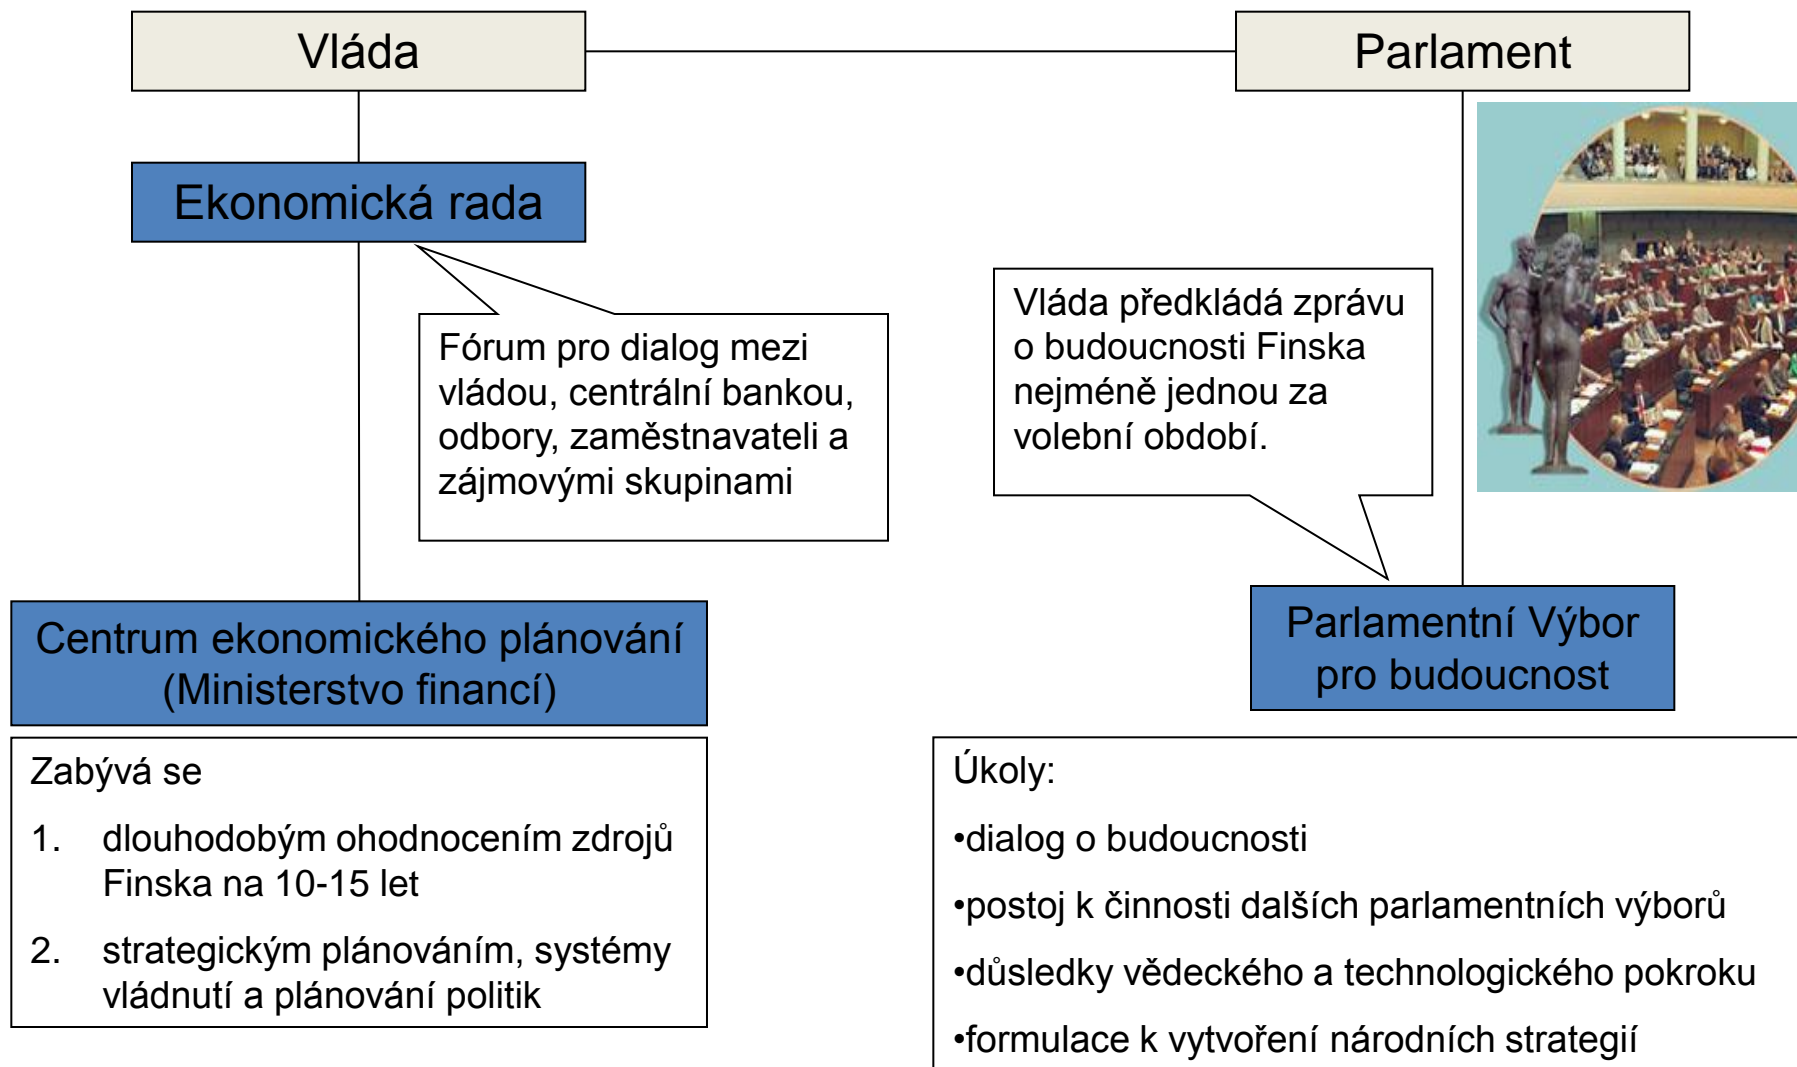 Vláda
Parlament
Ekonomická rada
Fórum pro dialog mezi
vládou, centrální bankou,
odbory, zaměstnavateli a
zájmovými skupinami
Vláda předkládá zprávu
o budoucnosti Finska
nejméně jednou za
volební období.
Centrum ekonomického plánování
(Ministerstvo financí)
Parlamentní Výbor
pro budoucnost
Zabývá se
1. dlouhodobým ohodnocením zdrojů
Finska na 10-15 let
2. strategickým plánováním, systémy
vládnutí a plánování politik
Úkoly:
•dialog o budoucnosti
•postoj k činnosti dalších parlamentních výborů
•důsledky vědeckého a technologického pokroku
•formulace k vytvoření národních strategií